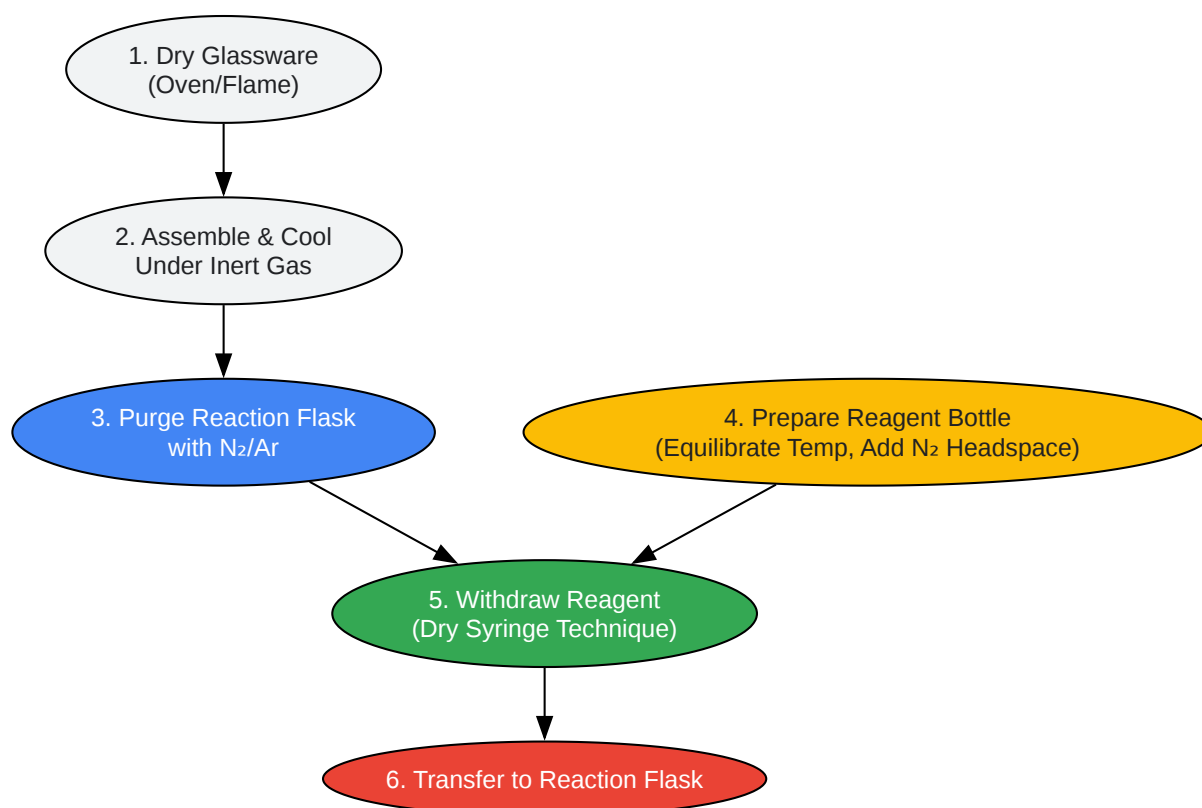 1. Dry Glassware
(Oven/Flame)
2. Assemble & Cool
Under Inert Gas
3. Purge Reaction Flask
with N₂/Ar
4. Prepare Reagent Bottle
(Equilibrate Temp, Add N₂ Headspace)
5. Withdraw Reagent
(Dry Syringe Technique)
6. Transfer to Reaction Flask